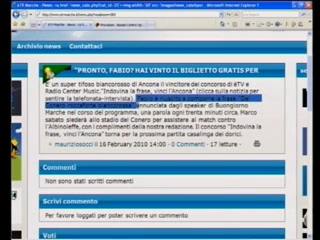 Archivio news Contattaci
"PRONTO, FABIO? HAI VINTO IL BIGLIETTO GRATIS PER
È un super tifoso biancorosso di Ancona il vincitore del concorso di èTV e
Radio Center Music."Indovina la frase, vinci l'Ancona" (clicca sulla notizia per
sentire la telefonata-intervista).
annunciata dagli speaker di Buongiorno
Marche nel corso del programma, una parola ogni trenta minuti circa. Marco
sabato siederà allo stadio del Conero per assistere al match contro
l'Albinoleffe, con i complimenti della nostra redazione. Il concorso "Indovina la
frase, vinci l'Ancona" torna per la prossima partita casalinga dei dorici.
mauriziosocci il 16 February 2010 14:00 - 0 Commenti - 17 letture
Commenti
Non sono stati scritti commenti
Scrivi commento
Per favore loggati per poter scrivere un commento
Voti